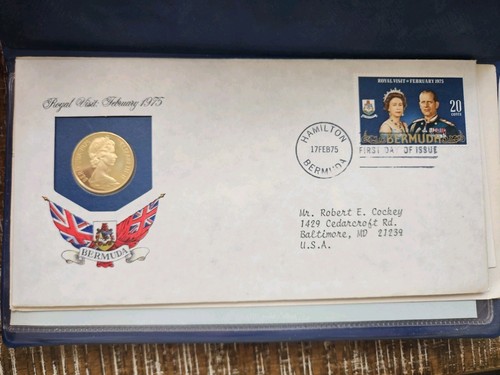 Royal Visit: February 1975
ROYAL VISIT • FEBRUARY 1975
20
CENTS
BERMUDA
HAMILTON
17FEB75
BERMUDA
FIRST DAY OF ISSUE
BERMUDA
Mr. Robert E. Cockey
1429 Cedarcroft Rd.
Baltimore, MD 21239
U.S.A.